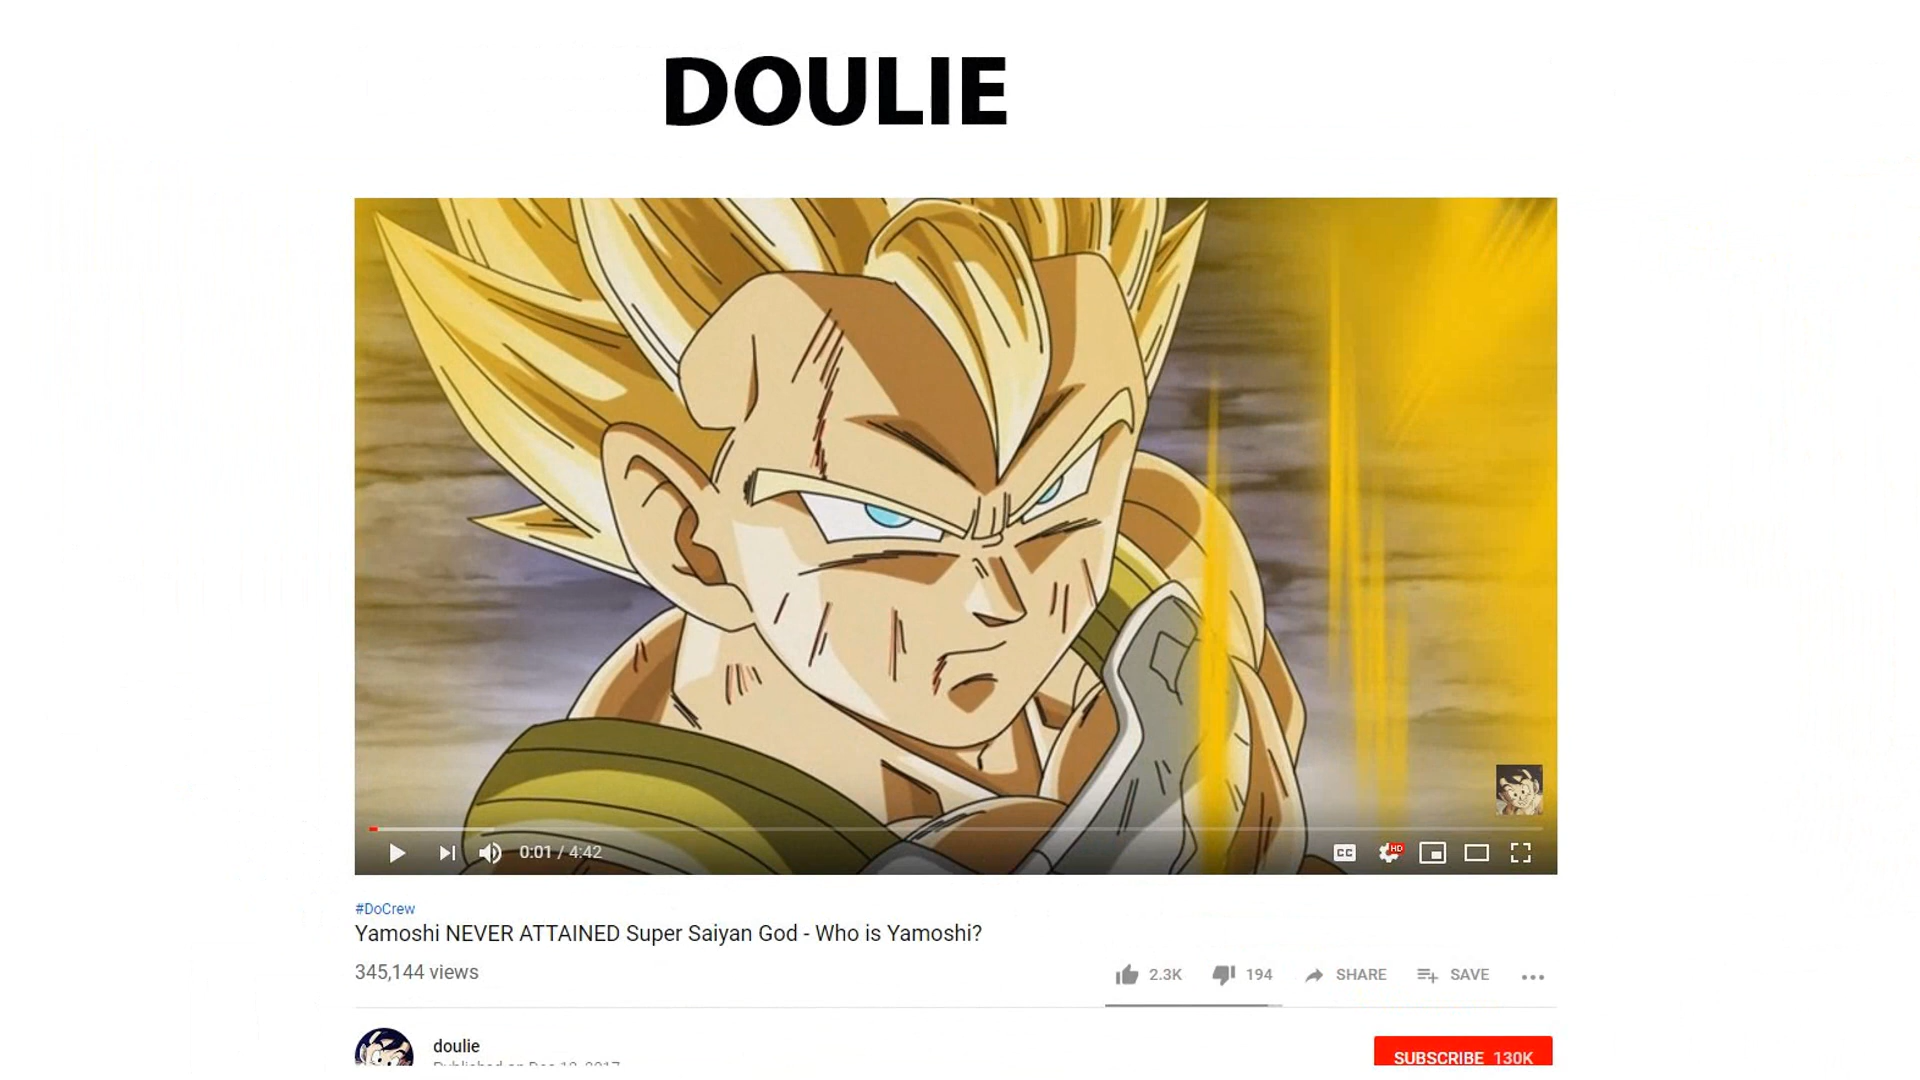 DOULIE
0:01 / 4:42
CC
HD
#DoCrew
Yamoshi NEVER ATTAINED Super Saiyan God - Who is Yamoshi?
345,144 views
2.3K 194 SHARE SAVE
doulie
SUBSCRIBE 130K